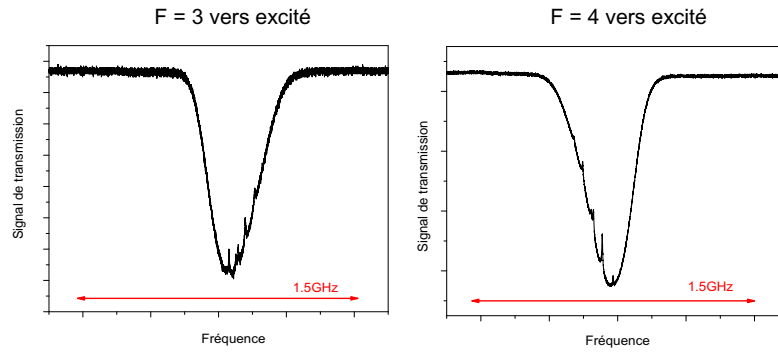 F = 3 vers excité
Signal de transmission
1.5GHz
Fréquence
F = 4 vers excité
Signal de transmission
1.5GHz
Fréquence